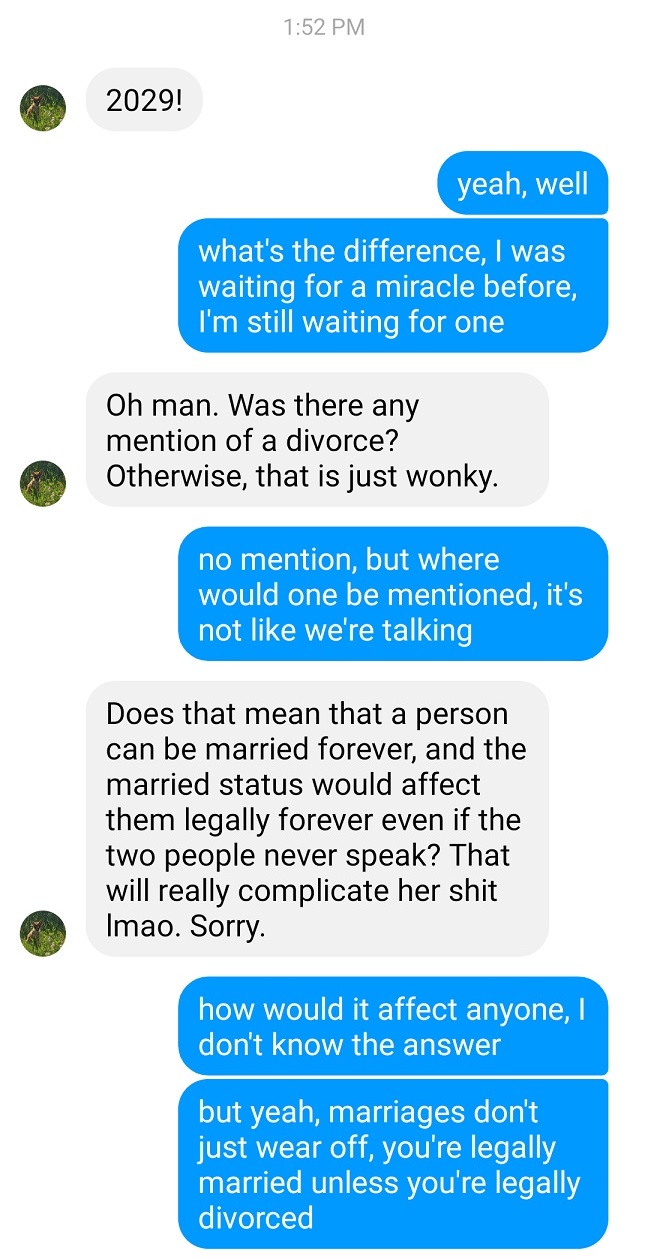 1:52 PM
2029!
yeah, well
what's the difference, I was
waiting for a miracle before,
I'm still waiting for one
Oh man. Was there any
mention of a divorce?
Otherwise, that is just wonky.
no mention, but where
would one be mentioned, it's
not like we're talking
Does that mean that a person
can be married forever, and the
married status would affect
them legally forever even if the
two people never speak? That
will really complicate her shit
lmao. Sorry.
how would it affect anyone, I
don't know the answer
but yeah, marriages don't
just wear off, you're legally
married unless you're legally
divorced